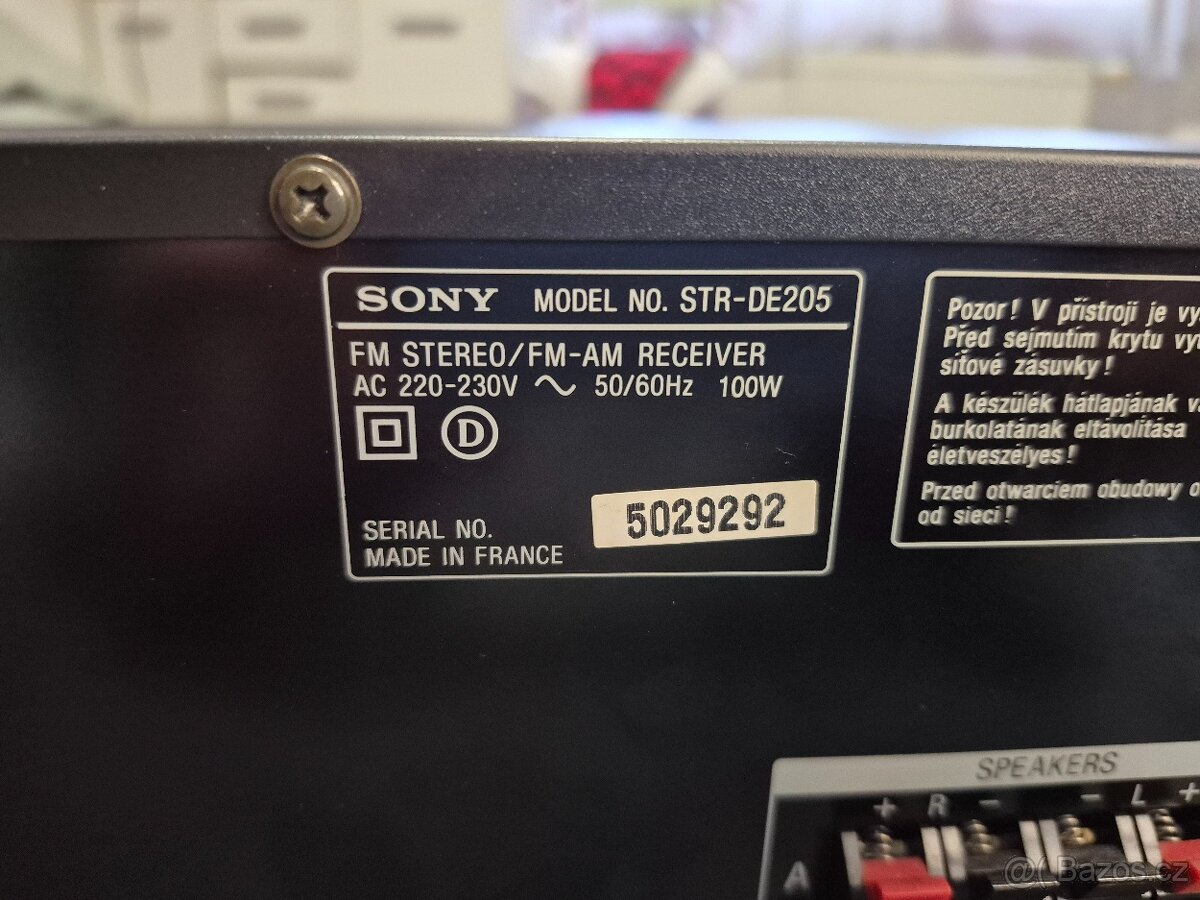 SONY MODEL NO. STR-DE205
FM STEREO/FM-AM RECEIVER
AC 220-230V ~ 50/60Hz 100W
D
SERIAL NO. 5029292
MADE IN FRANCE
Pozor! V přístroji je
Před sejmutím krytu
síťové zásuvky!
A készülék hátlapjának
burkolatának eltávolítása
életveszélyes!
Przed otwarciem obudowy
od sieci!
SPEAKERS
+ R - - L +
A
@( Bazos.cz